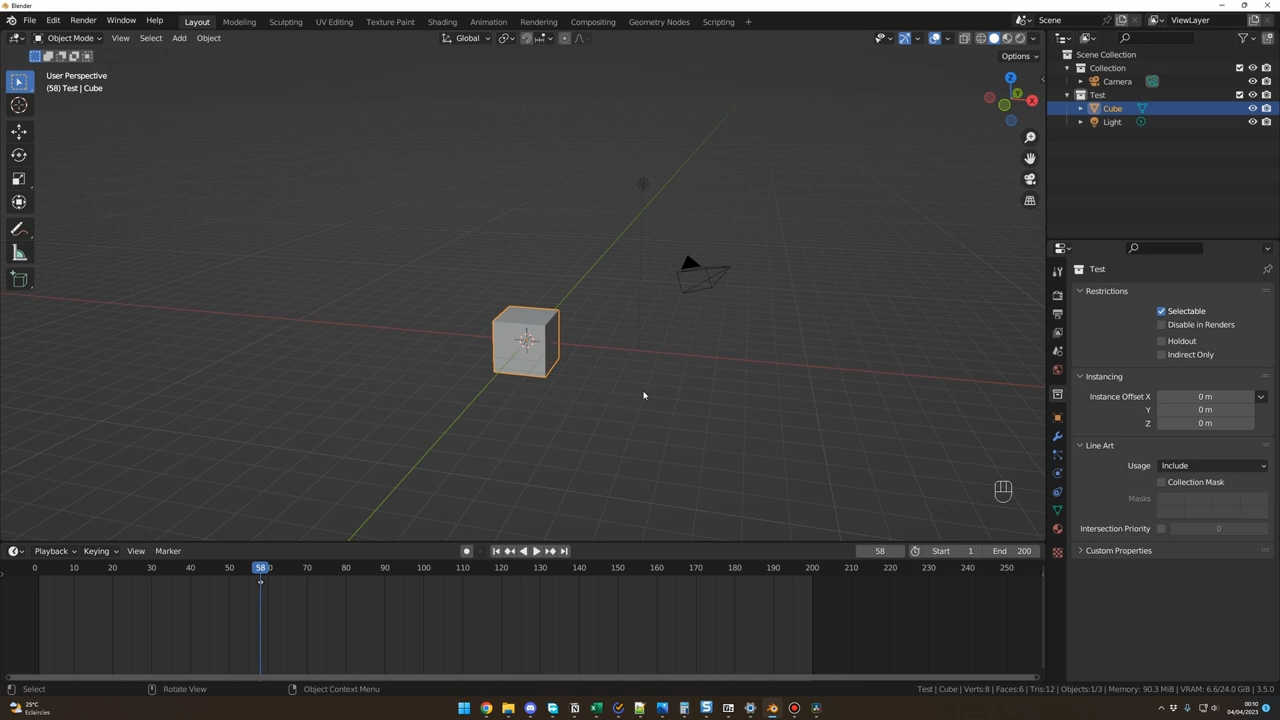 Blender
File Edit Render Window Help Layout Modeling Sculpting UV Editing Texture Paint Shading Animation Rendering Compositing Geometry Nodes Scripting + Scene ViewLayer
Object Mode View Select Add Object Global
Options
User Perspective
(58) Test | Cube
Z
Y
X
Scene Collection
Collection
Camera
Test
Cube
Light
Test
Restrictions
Selectable
Disable in Renders
Holdout
Indirect Only
Instancing
Instance Offset X 0 m
Y 0 m
Z 0 m
Line Art
Usage Include
Collection Mask
Masks
Intersection Priority 0
Custom Properties
Playback Keying View Marker 58 Start 1 End 200
0 10 20 30 40 50 58 70 80 90 100 110 120 130 140 150 160 170 180 190 200 210 220 230 240 250
Select Rotate View Object Context Menu Test | Cube | Verts:8 | Faces:6 | Tris:12 | Objects:1/3 | Memory: 90.3 MiB | VRAM: 6.6/24.0 GiB | 3.5.0
25°C
Eclaircies
00:10
04/04/2023